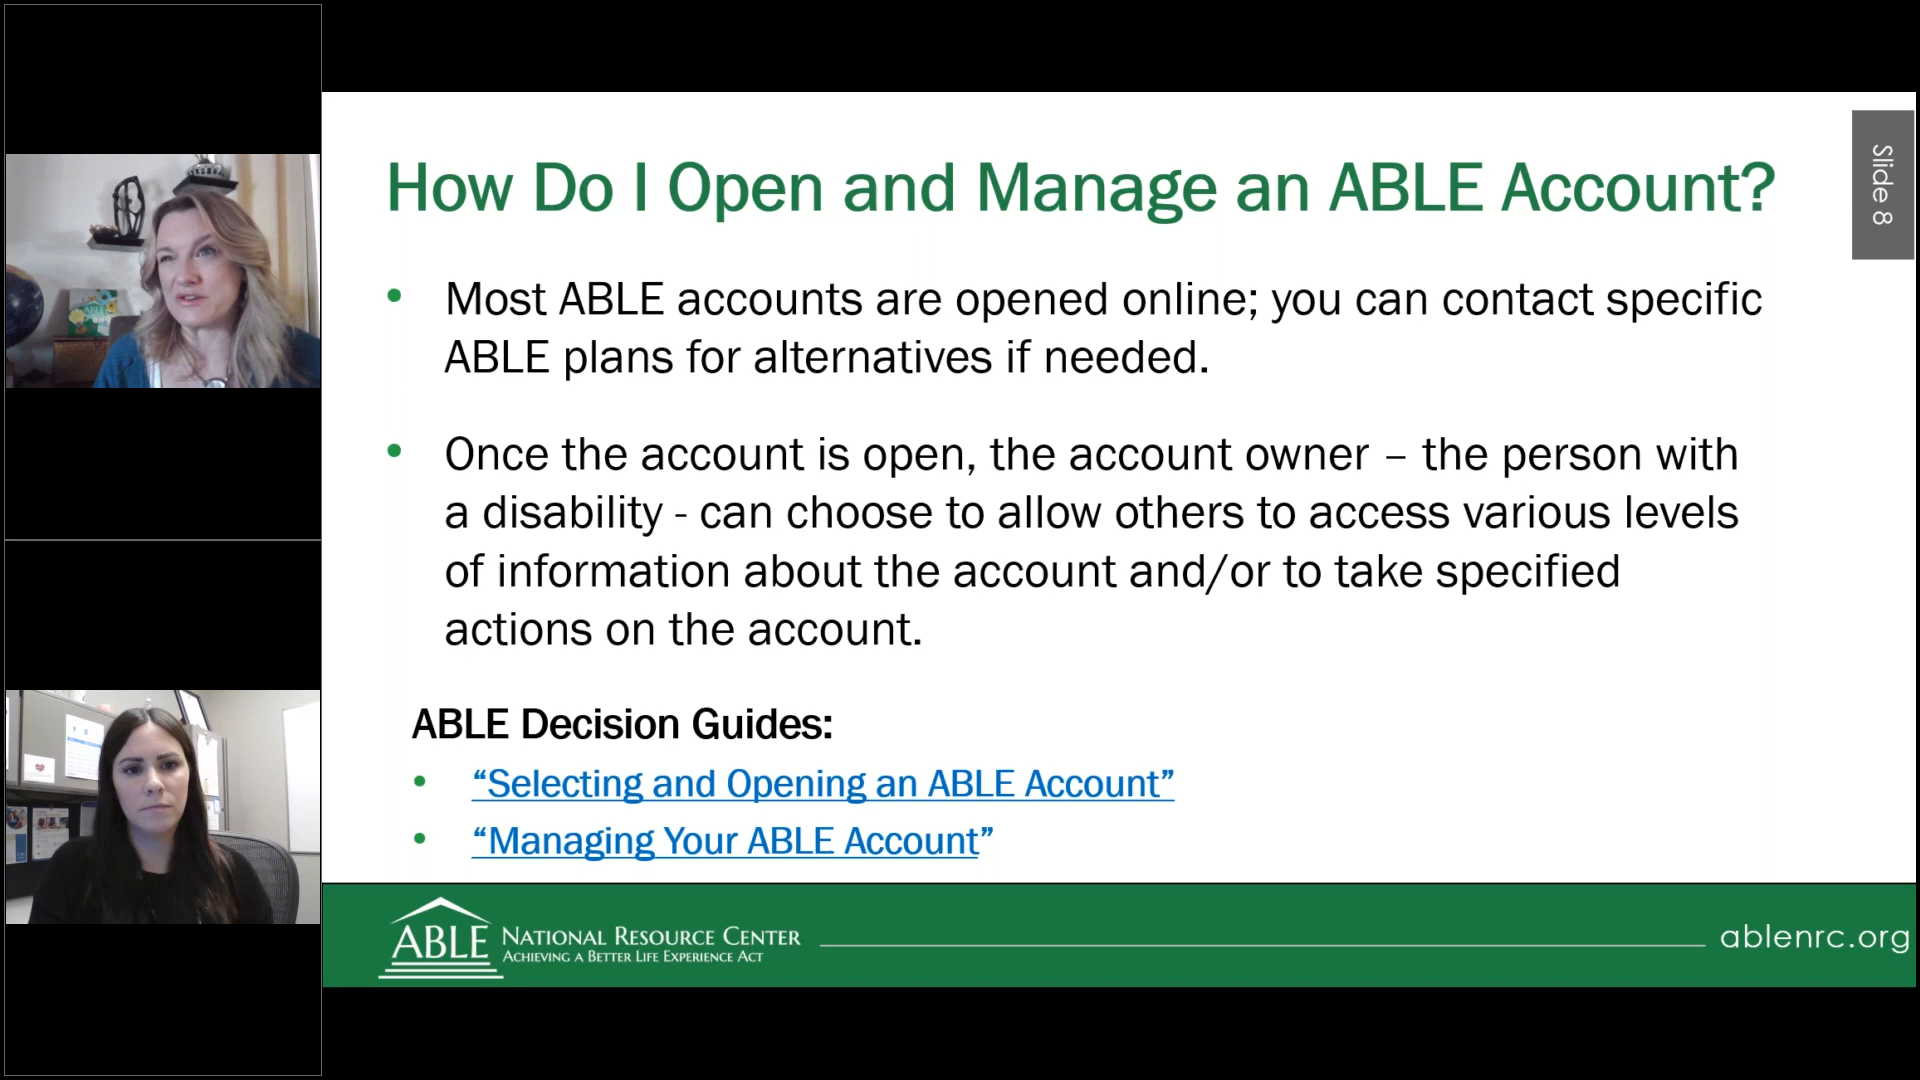 How Do I Open and Manage an ABLE Account?
Slide 8
• Most ABLE accounts are opened online; you can contact specific
ABLE plans for alternatives if needed.
• Once the account is open, the account owner – the person with
a disability - can choose to allow others to access various levels
of information about the account and/or to take specified
actions on the account.
ABLE Decision Guides:
• “Selecting and Opening an ABLE Account”
• “Managing Your ABLE Account”
ABLE NATIONAL RESOURCE CENTER
ACHIEVING A BETTER LIFE EXPERIENCE ACT
ablenrc.org